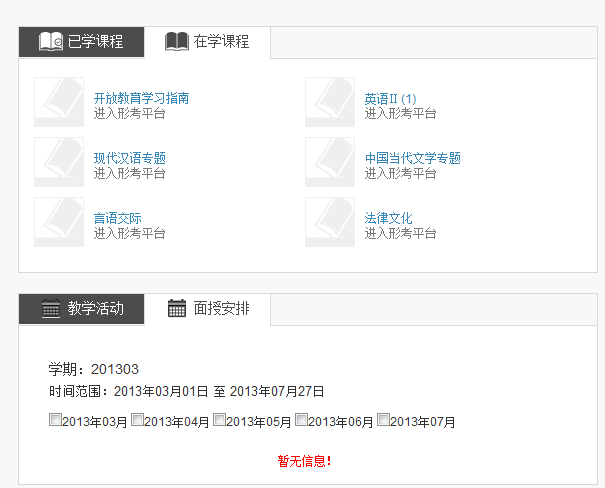 已学课程 在学课程
开放教育学习指南
进入形考平台
英语II (1)
进入形考平台
现代汉语专题
进入形考平台
中国当代文学专题
进入形考平台
言语交际
进入形考平台
法律文化
进入形考平台
教学活动 面授安排
学期：201303
时间范围：2013年03月01日 至 2013年07月27日
2013年03月 2013年04月 2013年05月 2013年06月 2013年07月
暂无信息！